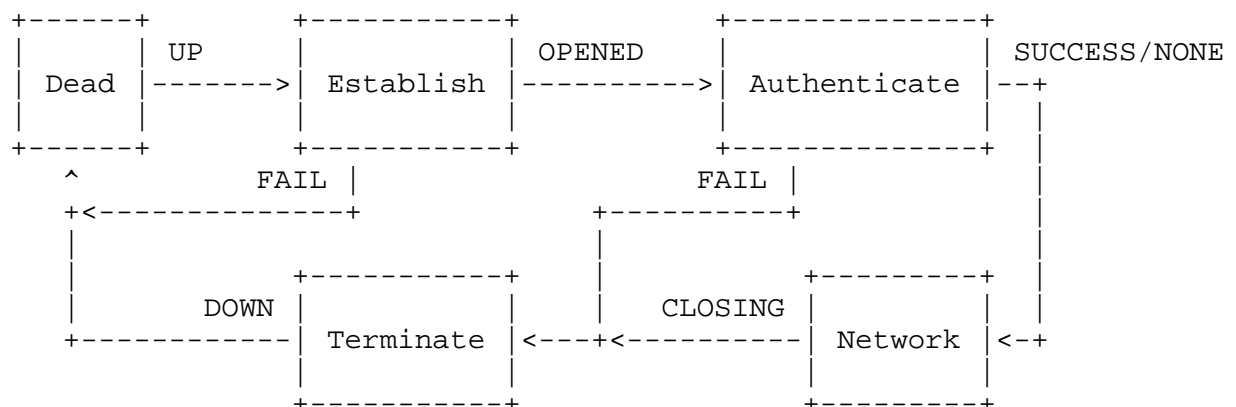 UP OPENED SUCCESS/NONE
Dead Establish Authenticate
FAIL FAIL
DOWN CLOSING
Terminate Network